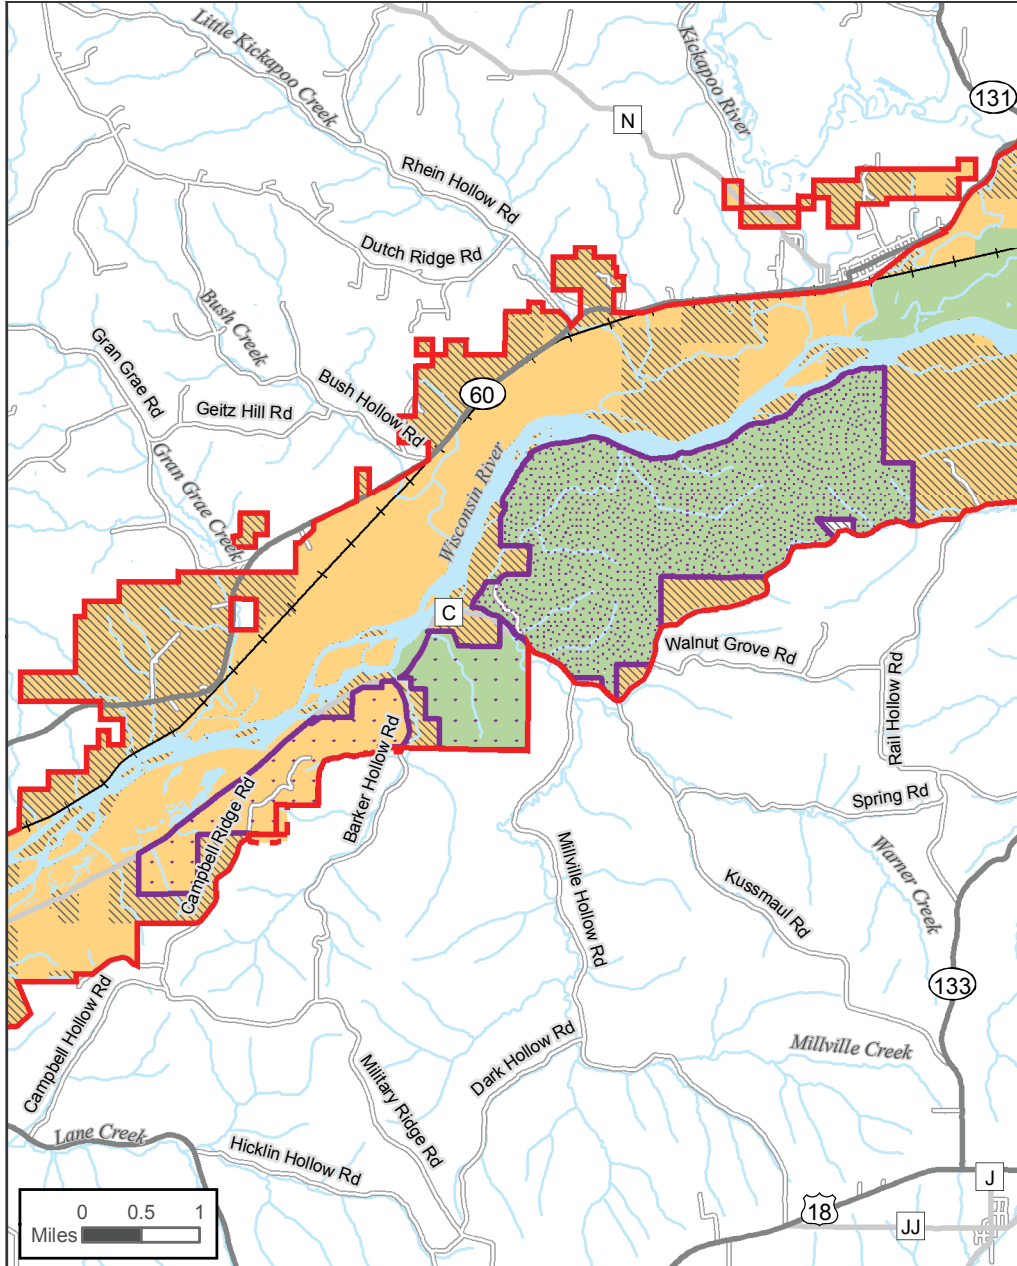 Little Kickapoo Creek
Kickapoo River
131
N
Rhein Hollow Rd
Dutch Ridge Rd
Bush Creek
Gran Grae Rd
Bush Hollow Rd
60
Geitz Hill Rd
Gran Grae Creek
Wisconsin River
C
Walnut Grove Rd
Rail Hollow Rd
Barker Hollow Rd
Campbell Ridge Rd
Spring Rd
Millville Hollow Rd
Warner Creek
Kussmaul Rd
133
Campbell Hollow Rd
Dark Hollow Rd
Millville Creek
Military Ridge Rd
Lane Creek
Hicklin Hollow Rd
J
18
JJ
0 0.5 1
Miles